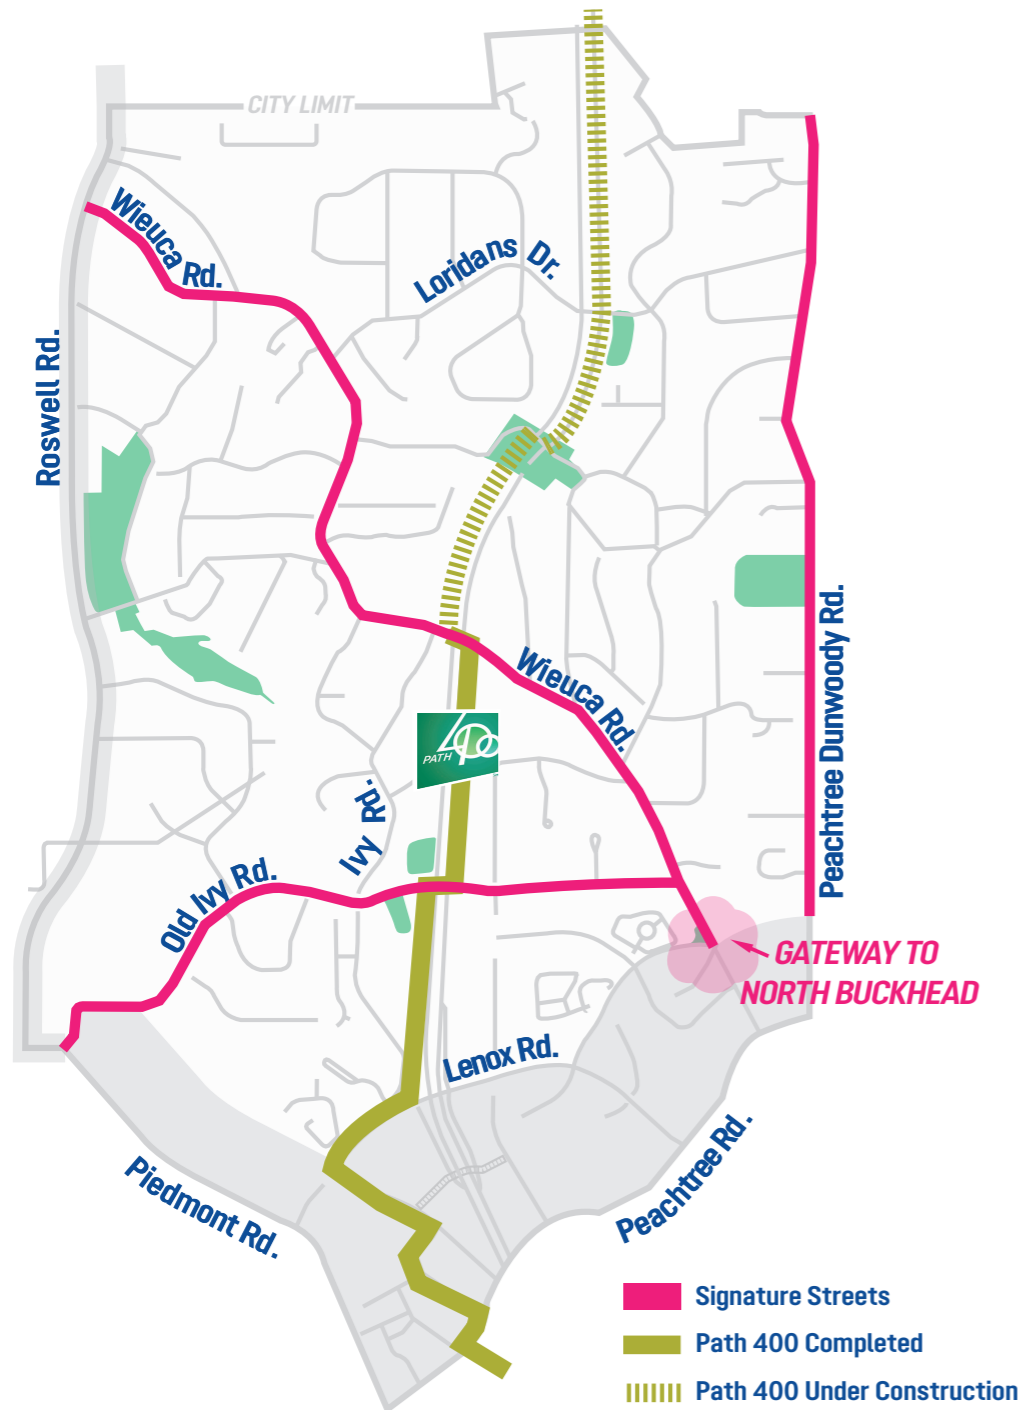 CITY LIMIT
Wieuca Rd.
Loridans Dr.
Roswell Rd.
Wieuca Rd.
Peachtree Dunwoody Rd.
PATH 400
Ivy Rd.
Old Ivy Rd.
GATEWAY TO
NORTH BUCKHEAD
Lenox Rd.
Piedmont Rd.
Peachtree Rd.
Signature Streets
Path 400 Completed
Path 400 Under Construction